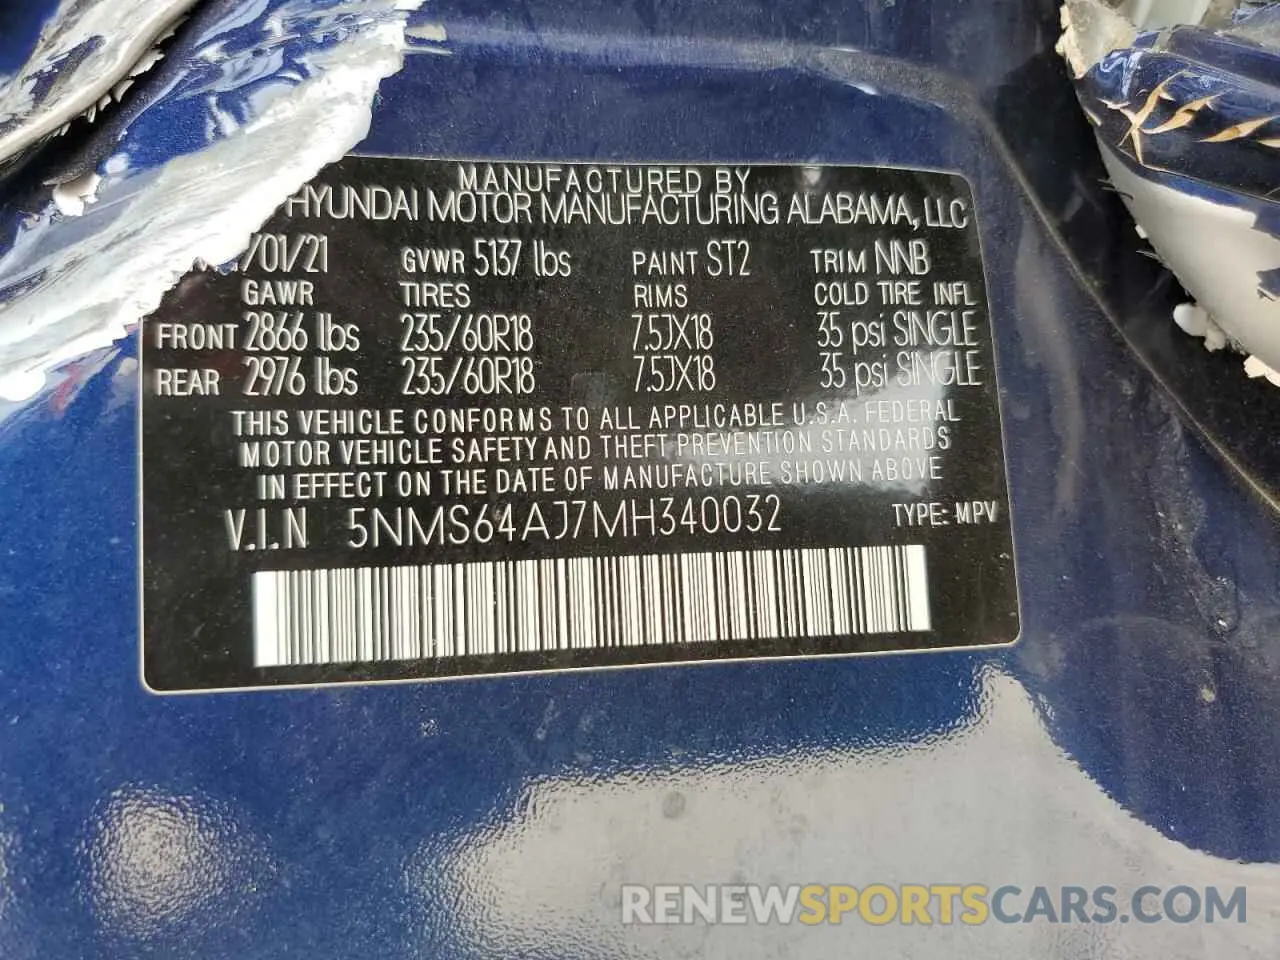 MANUFACTURED BY
HYUNDAI MOTOR MANUFACTURING ALABAMA, LLC
/01/21 GVWR 5137 lbs PAINT ST2 TRIM NNB
GAWR TIRES RIMS COLD TIRE INFL
FRONT 2866 lbs 235/60R18 7.5JX18 35 psi SINGLE
REAR 2976 lbs 235/60R18 7.5JX18 35 psi SINGLE
THIS VEHICLE CONFORMS TO ALL APPLICABLE U.S.A. FEDERAL
MOTOR VEHICLE SAFETY AND THEFT PREVENTION STANDARDS
IN EFFECT ON THE DATE OF MANUFACTURE SHOWN ABOVE
V.I.N 5NMS64AJ7MH340032 TYPE: MPV
RENEWSPORTSCARS.COM